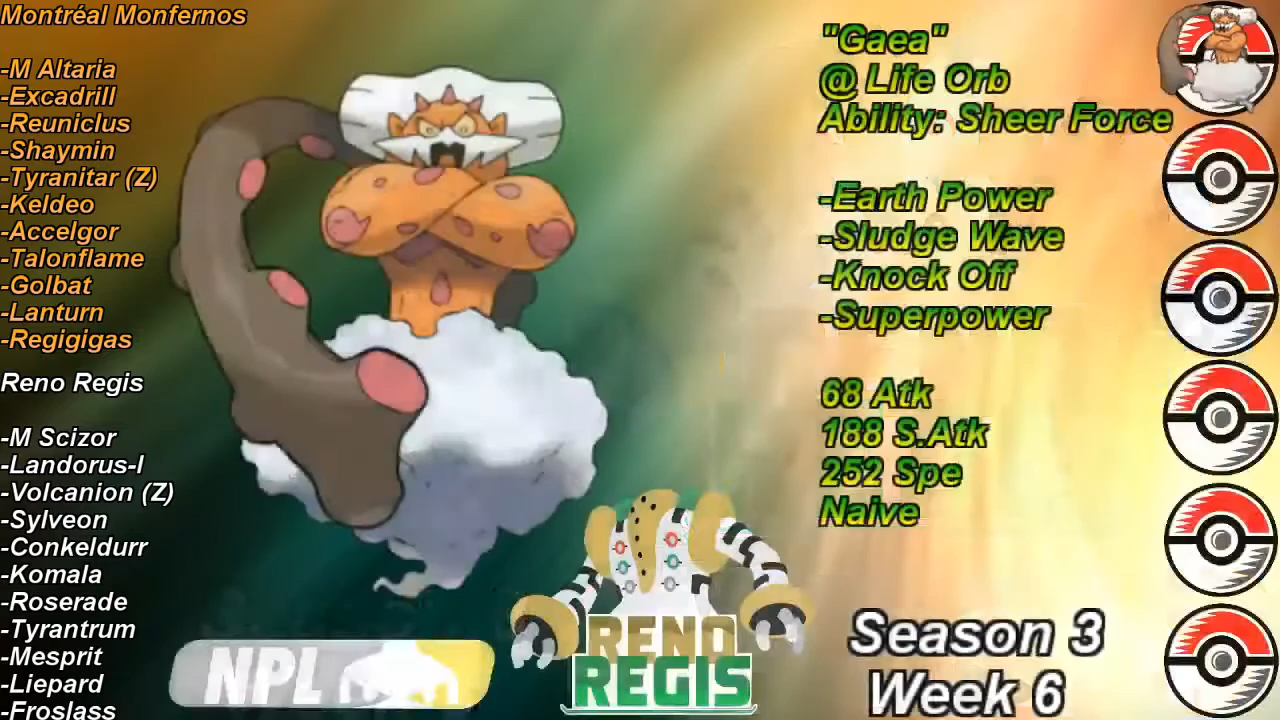 Montréal Monfernos
-M Altaria
-Excadrill
-Reuniclus
-Shaymin
-Tyranitar (Z)
-Keldeo
-Accelgor
-Talonflame
-Golbat
-Lanturn
-Regigigas
Reno Regis
-M Scizor
-Landorus-I
-Volcanion (Z)
-Sylveon
-Conkeldurr
-Komala
-Roserade
-Tyrantrum
-Mesprit
-Liepard
-Froslass
NPL
RENO
REGIS
"Gaea"
@ Life Orb
Ability: Sheer Force
-Earth Power
-Sludge Wave
-Knock Off
-Superpower
68 Atk
188 S.Atk
252 Spe
Naive
Season 3
Week 6